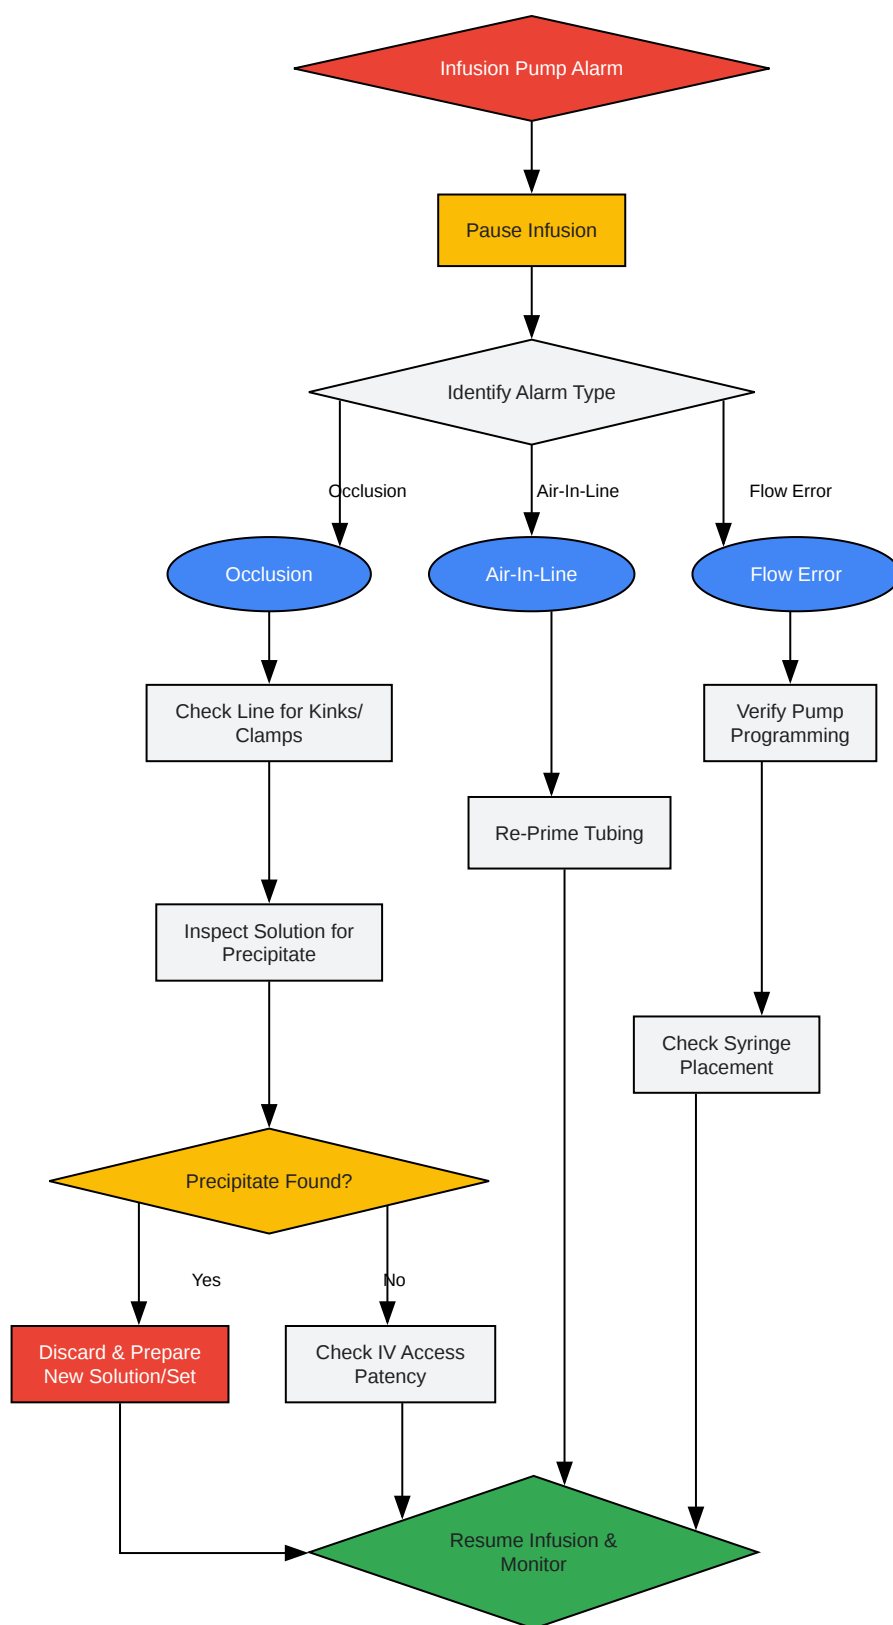 Infusion Pump Alarm
Pause Infusion
Identify Alarm Type
Occlusion
Air-In-Line
Flow Error
Occlusion
Air-In-Line
Flow Error
Check Line for Kinks/
Clamps
Verify Pump
Programming
Re-Prime Tubing
Inspect Solution for
Precipitate
Check Syringe
Placement
Precipitate Found?
Yes
No
Discard & Prepare
New Solution/Set
Check IV Access
Patency
Resume Infusion &
Monitor